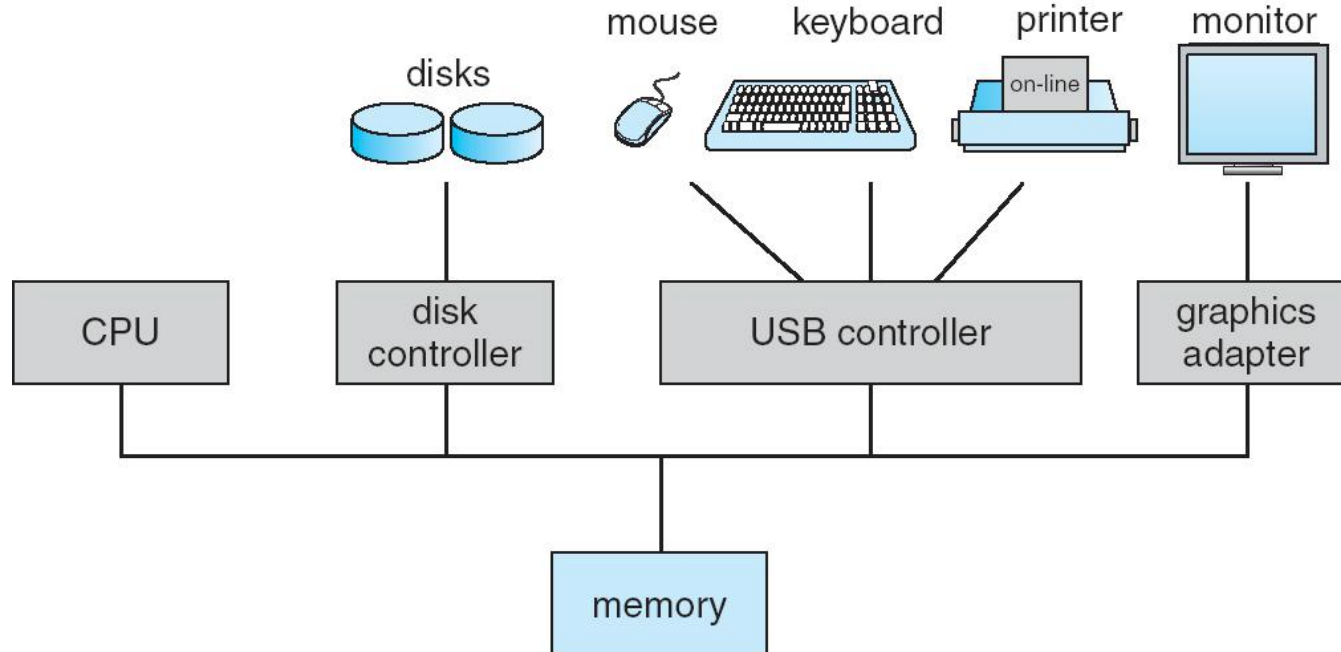 mouse
keyboard
printer
monitor
disks
on-line
CPU
disk
controller
USB controller
graphics
adapter
memory